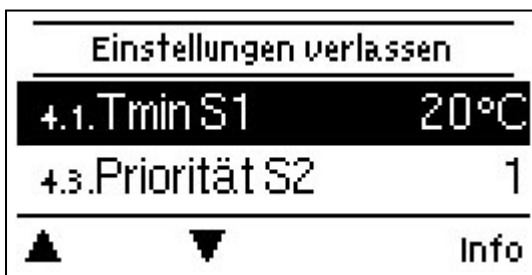 Einstellungen verlassen
4.1.Tmin S1 20°C
4.3.Priorität S2 1
Info